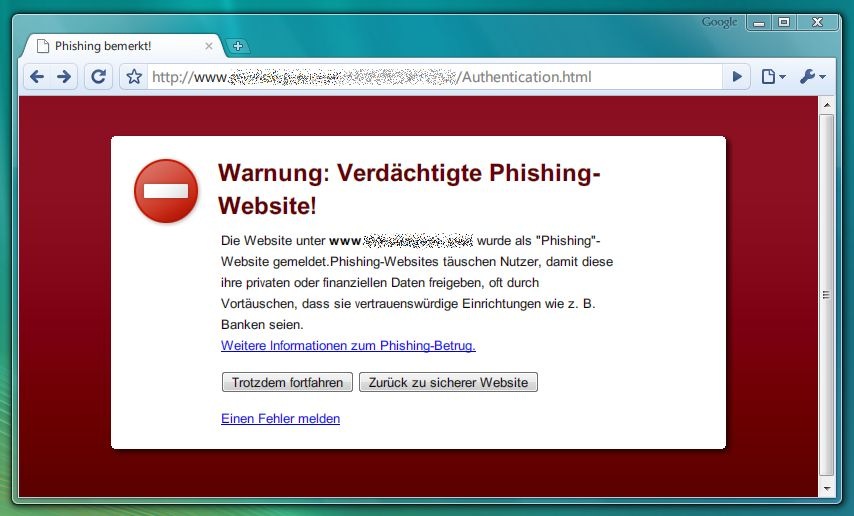 Google
Phishing bemerkt!
http://www. /Authentication.html
Warnung: Verdächtigte Phishing-
Website!
Die Website unter www. wurde als "Phishing"-
Website gemeldet.Phishing-Websites täuschen Nutzer, damit diese
ihre privaten oder finanziellen Daten freigeben, oft durch
Vortäuschen, dass sie vertrauenswürdige Einrichtungen wie z. B.
Banken seien.
Weitere Informationen zum Phishing-Betrug.
Trotzdem fortfahren Zurück zu sicherer Website
Einen Fehler melden